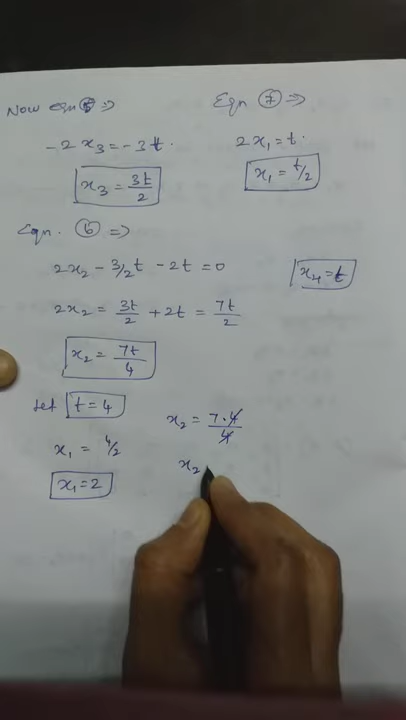 Now eqn ⑤ ⇒
-2x₃ = -3t.
x₃ = 3t/2
Eqn ⑦ ⇒
2x₁ = t.
x₁ = t/2
Eqn. ⑥ ⇒
2x₂ - 3/2t - 2t = 0
x₄ = t
2x₂ = 3t/2 + 2t = 7t/2
x₂ = 7t/4
let t = 4
x₁ = 4/2
x₁ = 2
x₂ = 7.4/4
x₂